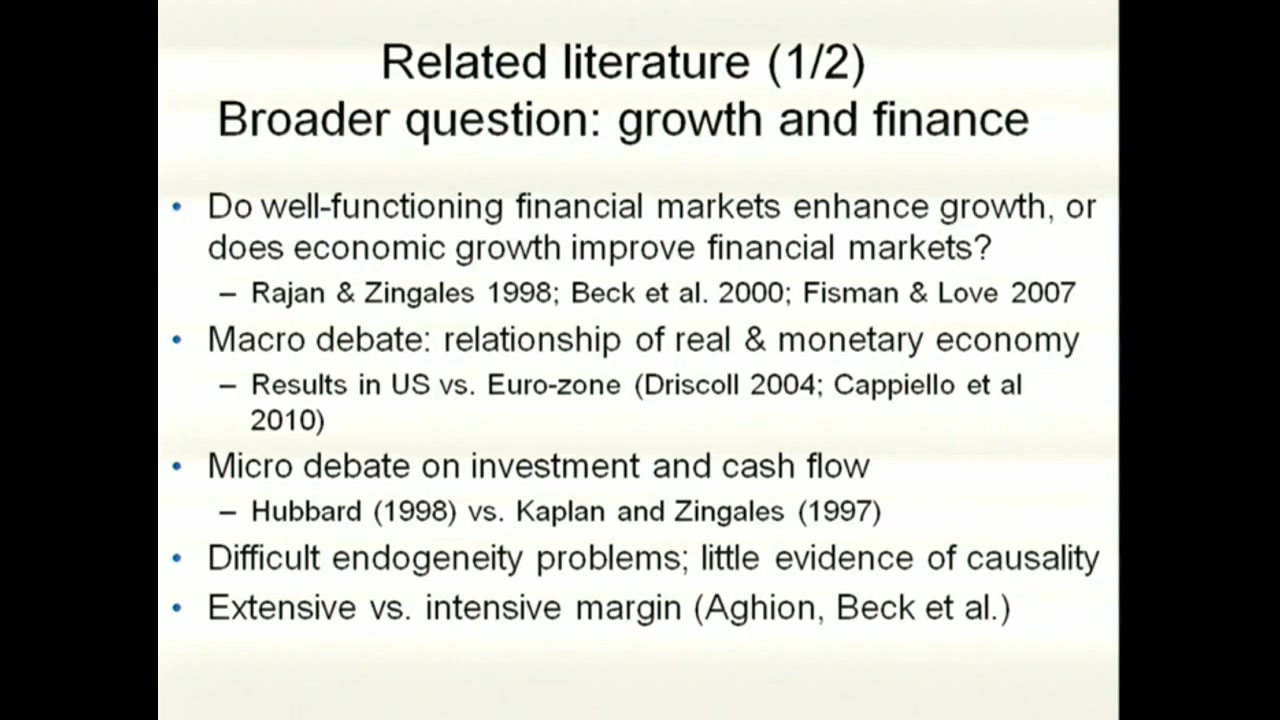 Related literature (1/2)
Broader question: growth and finance
• Do well-functioning financial markets enhance growth, or
does economic growth improve financial markets?
– Rajan & Zingales 1998; Beck et al. 2000; Fisman & Love 2007
• Macro debate: relationship of real & monetary economy
– Results in US vs. Euro-zone (Driscoll 2004; Cappiello et al
2010)
• Micro debate on investment and cash flow
– Hubbard (1998) vs. Kaplan and Zingales (1997)
• Difficult endogeneity problems; little evidence of causality
• Extensive vs. intensive margin (Aghion, Beck et al.)